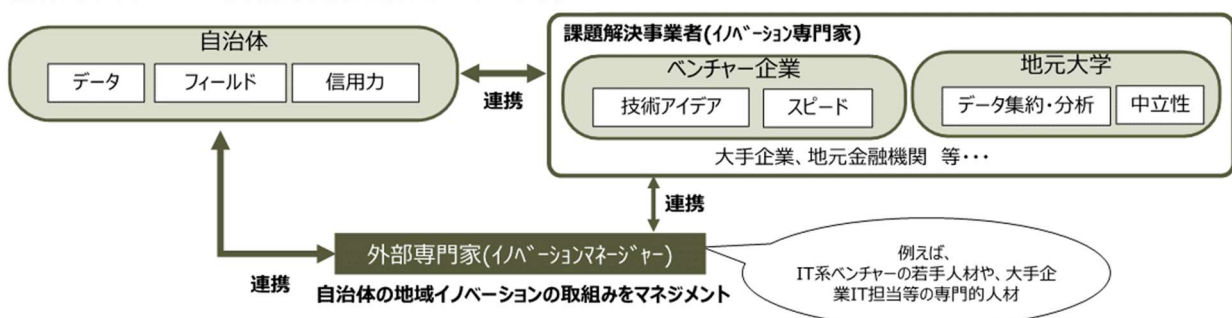 自治体
データ
フィールド
信用力
連携
課題解決事業者(ｲﾉﾍﾞｰｼｮﾝ専門家)
ベンチャー企業
技術アイデア
スピード
地元大学
データ集約・分析
中立性
大手企業、地元金融機関 等・・・
連携
連携
外部専門家(ｲﾉﾍﾞｰｼｮﾝﾏﾈｰｼﾞｬｰ)
自治体の地域イノベーションの取組みをマネジメント
例えば、
IT系ベンチャーの若手人材や、大手企
業IT担当等の専門的人材